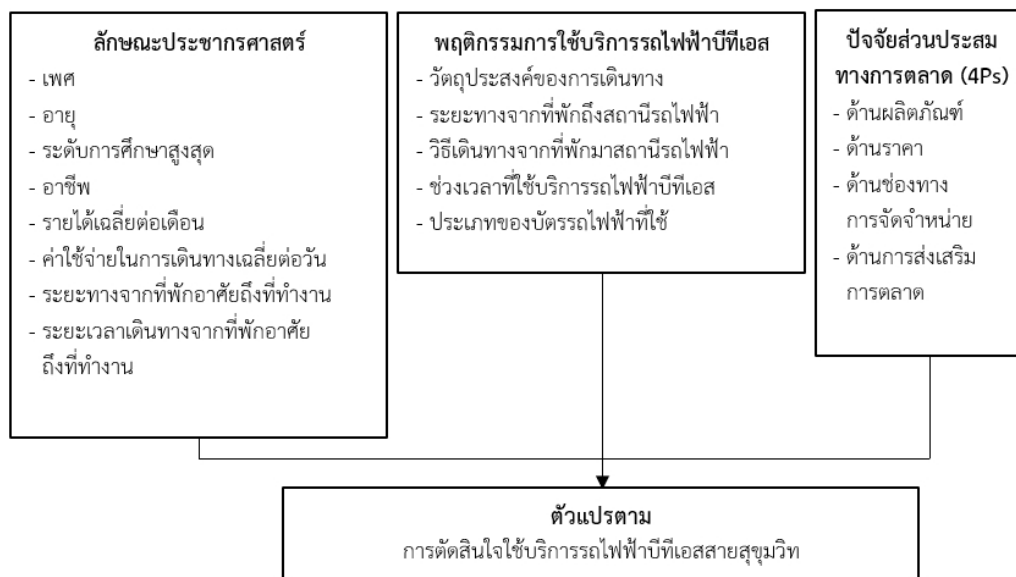 ลักษณะประชากรศาสตร์
- เพศ
- อายุ
- ระดับการศึกษาสูงสุด
- อาชีพ
- รายได้เฉลี่ยต่อเดือน
- ค่าใช้จ่ายในการเดินทางเฉลี่ยต่อวัน
- ระยะทางจากที่พักอาศัยถึงที่ทำงาน
- ระยะเวลาเดินทางจากที่พักอาศัย
ถึงที่ทำงาน
พฤติกรรมการใช้บริการรถไฟฟ้าบีทีเอส
- วัตถุประสงค์ของการเดินทาง
- ระยะทางจากที่พักถึงสถานีรถไฟฟ้า
- วิธีเดินทางจากที่พักมาสถานีรถไฟฟ้า
- ช่วงเวลาที่ใช้บริการรถไฟฟ้าบีทีเอส
- ประเภทของบัตรรถไฟฟ้าที่ใช้
ปัจจัยส่วนประสม
ทางการตลาด (4Ps)
- ด้านผลิตภัณฑ์
- ด้านราคา
- ด้านช่องทาง
การจัดจำหน่าย
- ด้านการส่งเสริม
การตลาด
ตัวแปรตาม
การตัดสินใจใช้บริการรถไฟฟ้าบีทีเอสสายสุขุมวิท